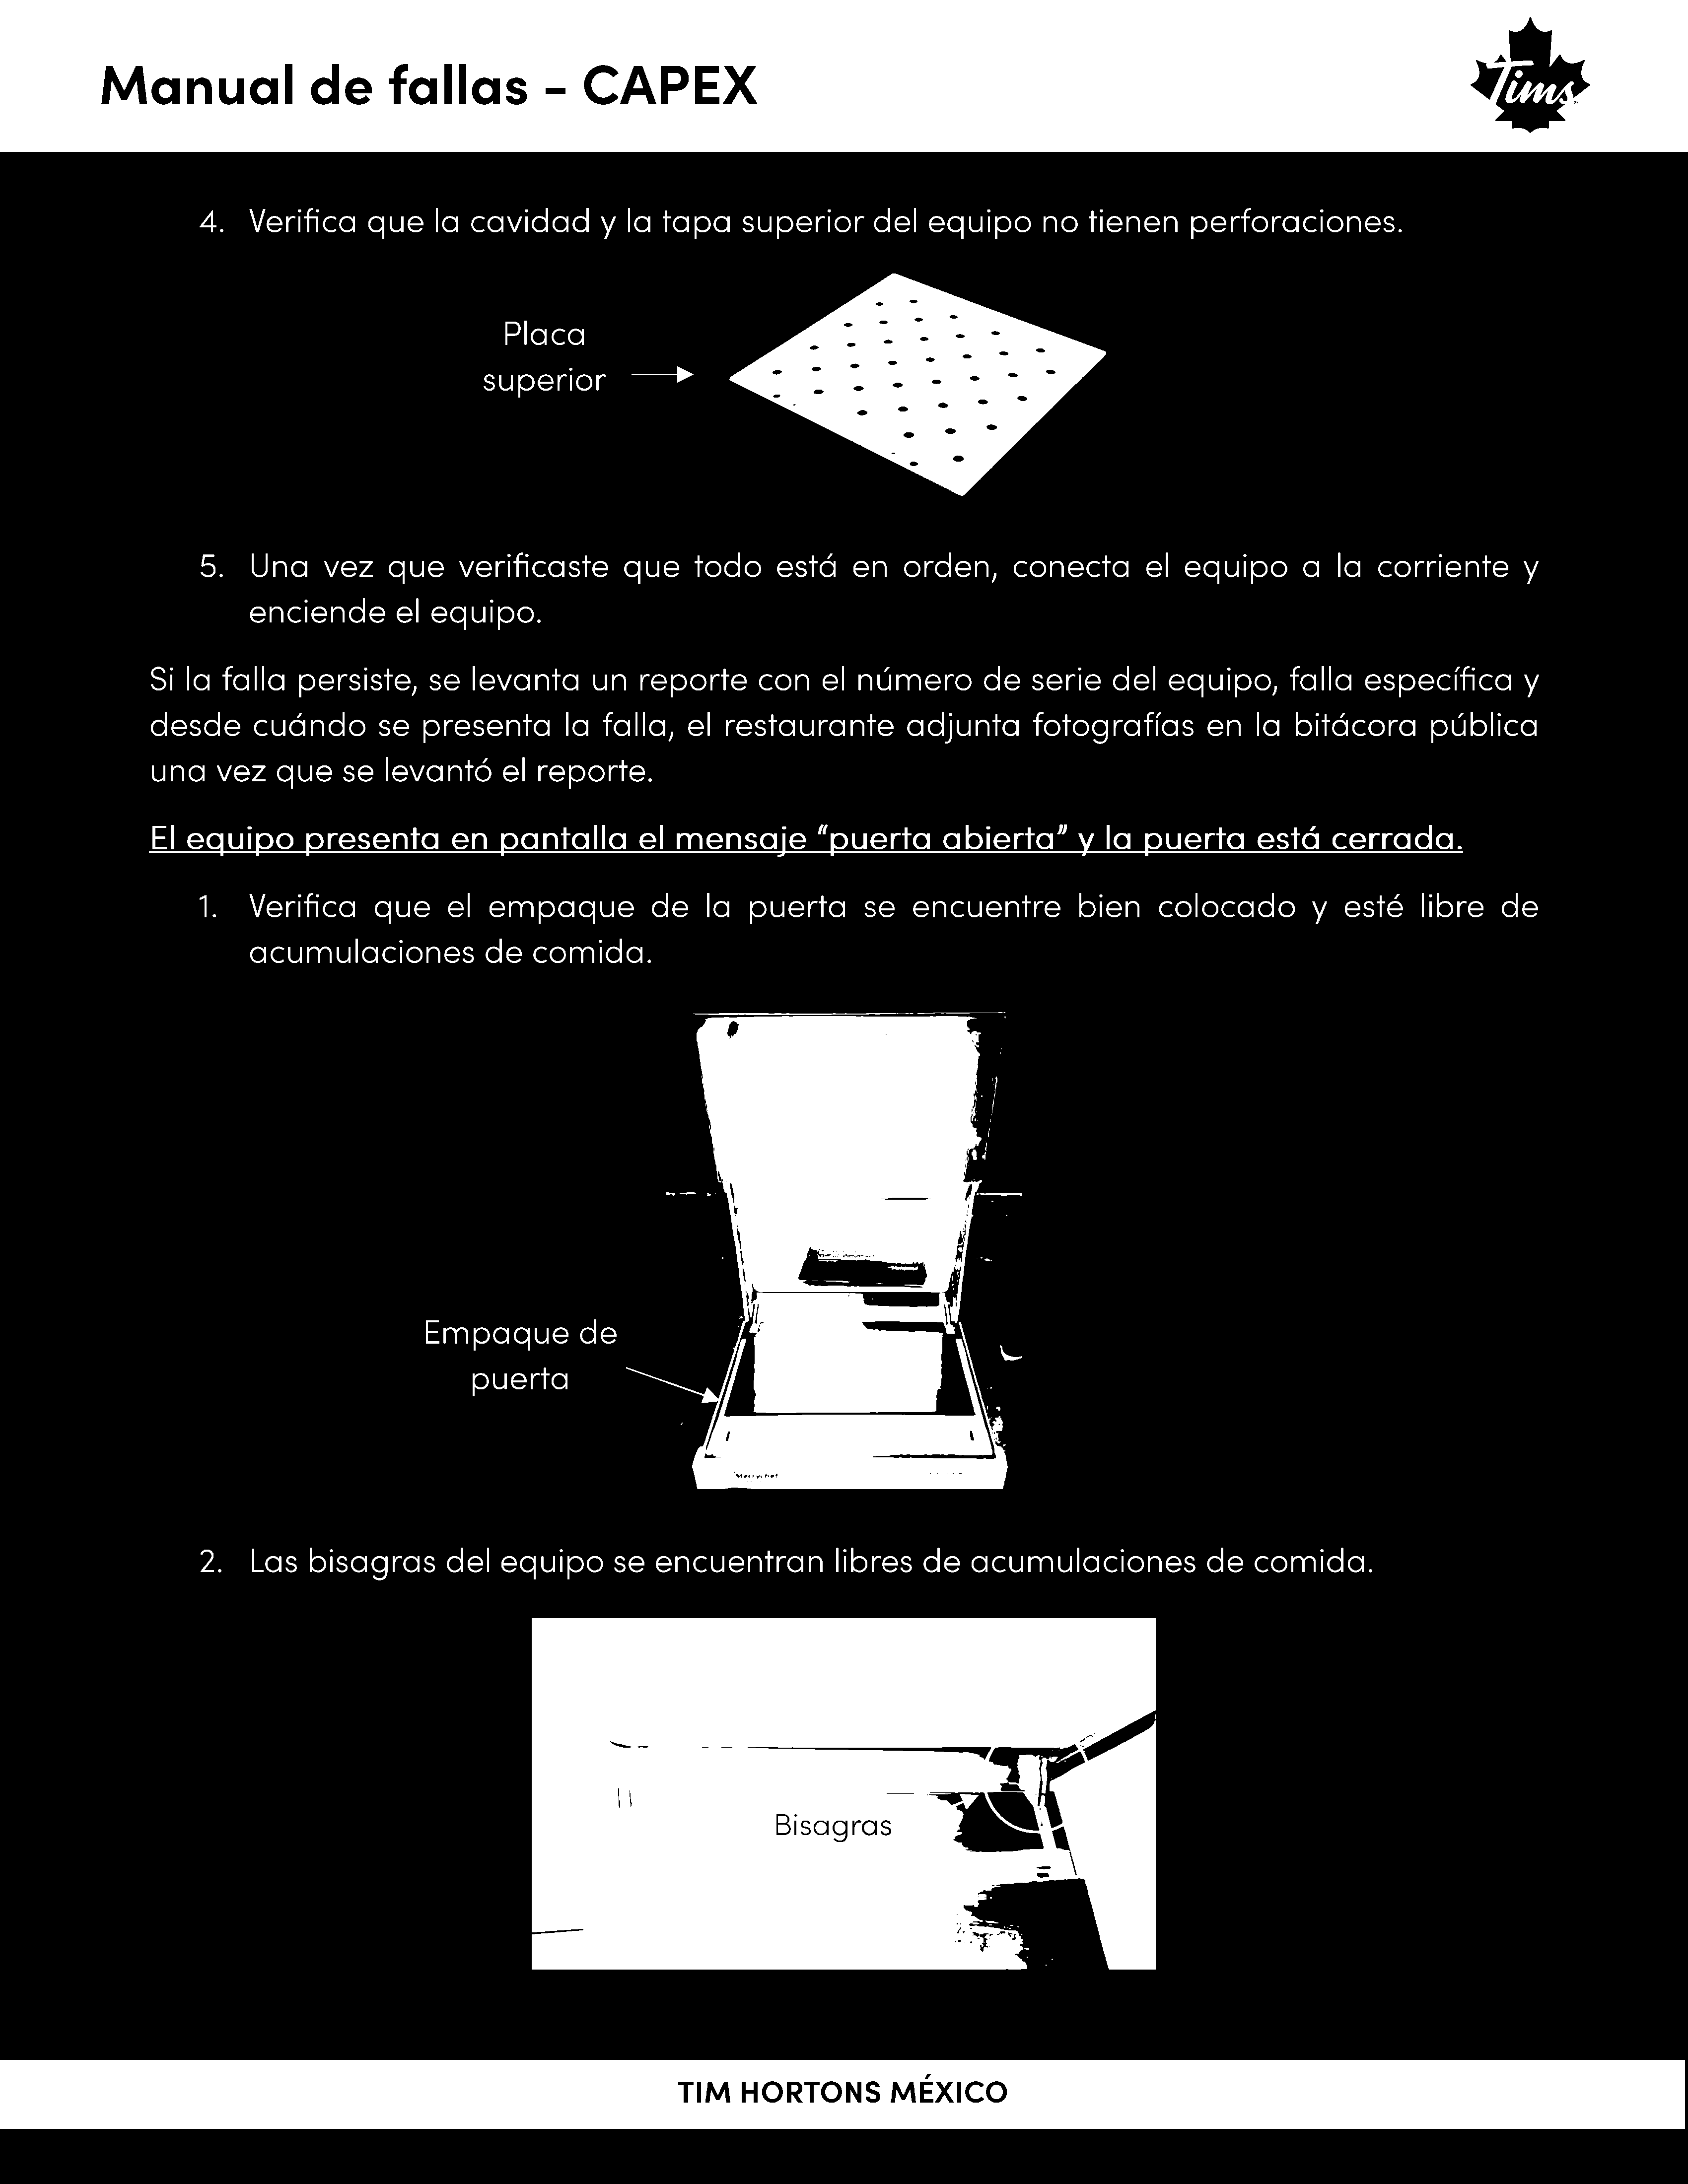 Manual de fallas - CAPEX
Tims
4. Verifica que la cavidad y la tapa superior del equipo no tienen perforaciones.
Placa
superior
5. Una vez que verificaste que todo está en orden, conecta el equipo a la corriente y
enciende el equipo.
Si la falla persiste, se levanta un reporte con el número de serie del equipo, falla específica y
desde cuándo se presenta la falla, el restaurante adjunta fotografías en la bitácora pública
una vez que se levantó el reporte.
El equipo presenta en pantalla el mensaje “puerta abierta” y la puerta está cerrada.
1. Verifica que el empaque de la puerta se encuentre bien colocado y esté libre de
acumulaciones de comida.
Empaque de
puerta
Merrychef
2. Las bisagras del equipo se encuentran libres de acumulaciones de comida.
Bisagras
TIM HORTONS MÉXICO